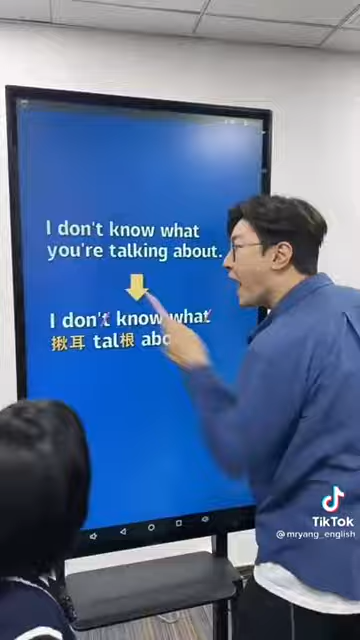 I don't know what
you're talking about.
I don't know what
揪耳 tal根 abo
TikTok
@mryang_english